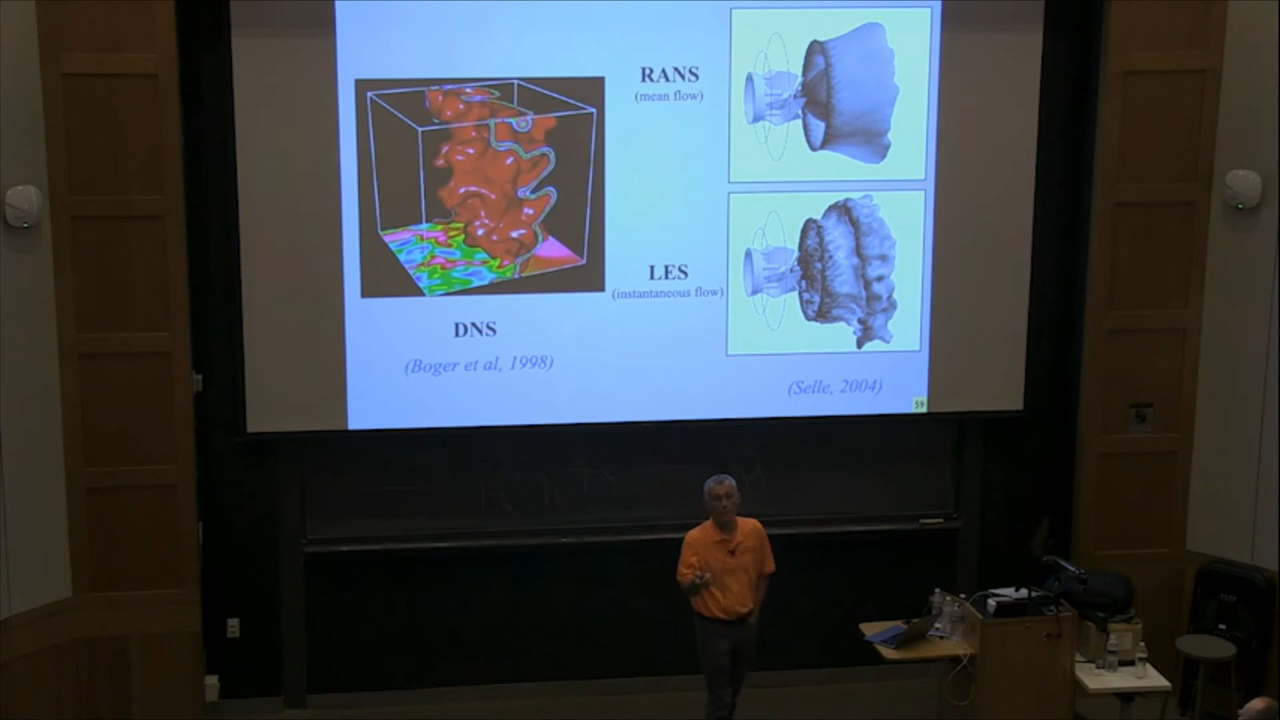 RANS
(mean flow)
LES
(instantaneous flow)
DNS
(Boger et al, 1998)
(Selle, 2004)
59